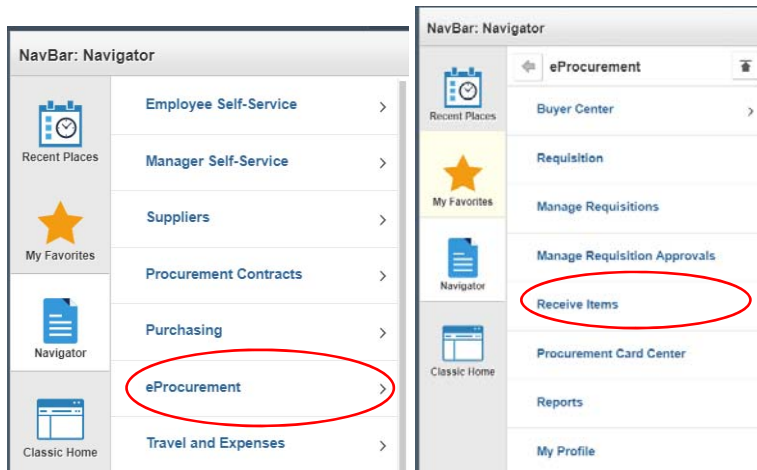 NavBar: Navigator
Recent Places
My Favorites
Navigator
Classic Home
Employee Self-Service
Manager Self-Service
Suppliers
Procurement Contracts
Purchasing
eProcurement
Travel and Expenses
NavBar: Navigator
Recent Places
My Favorites
Navigator
Classic Home
eProcurement
Buyer Center
Requisition
Manage Requisitions
Manage Requisition Approvals
Receive Items
Procurement Card Center
Reports
My Profile